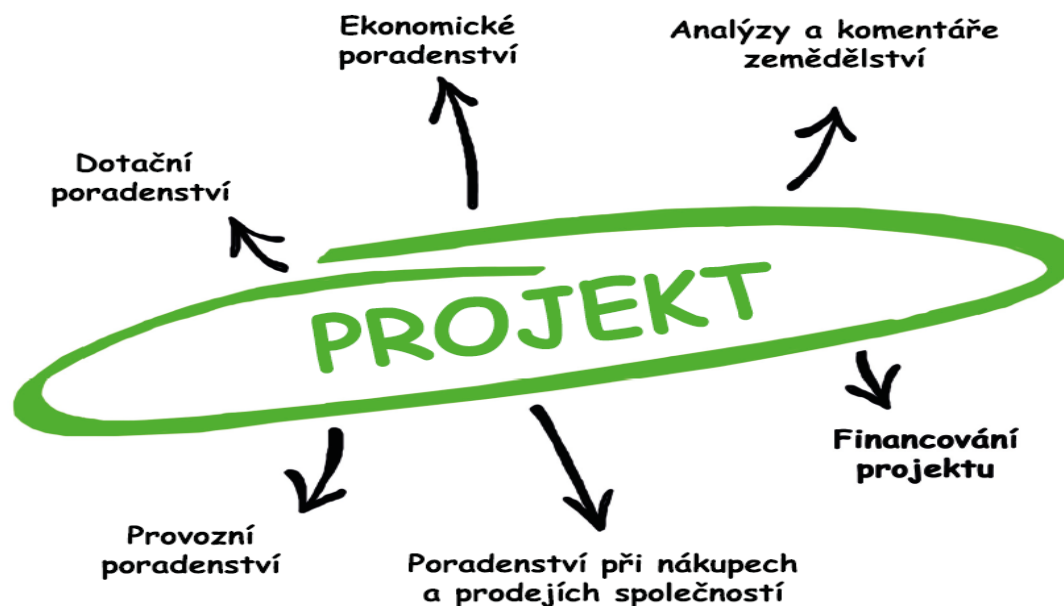 Ekonomické
poradenství
Analýzy a komentáře
zemědělství
Dotační
poradenství
PROJEKT
Financování
projektu
Provozní
poradenství
Poradenství při nákupech
a prodejích společností